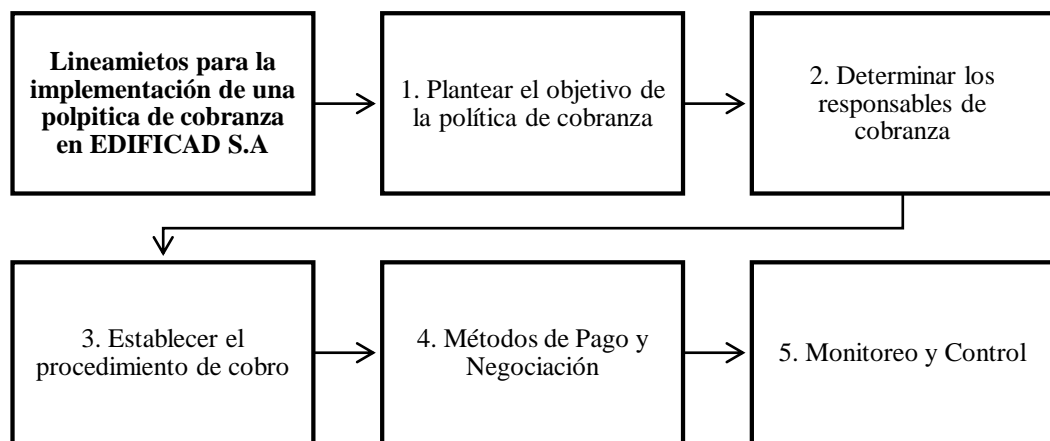 Lineamietos para la
implementación de una
polpitica de cobranza
en EDIFICAD S.A
1. Plantear el objetivo de
la política de cobranza
2. Determinar los
responsables de
cobranza
3. Establecer el
procedimiento de cobro
4. Métodos de Pago y
Negociación
5. Monitoreo y Control